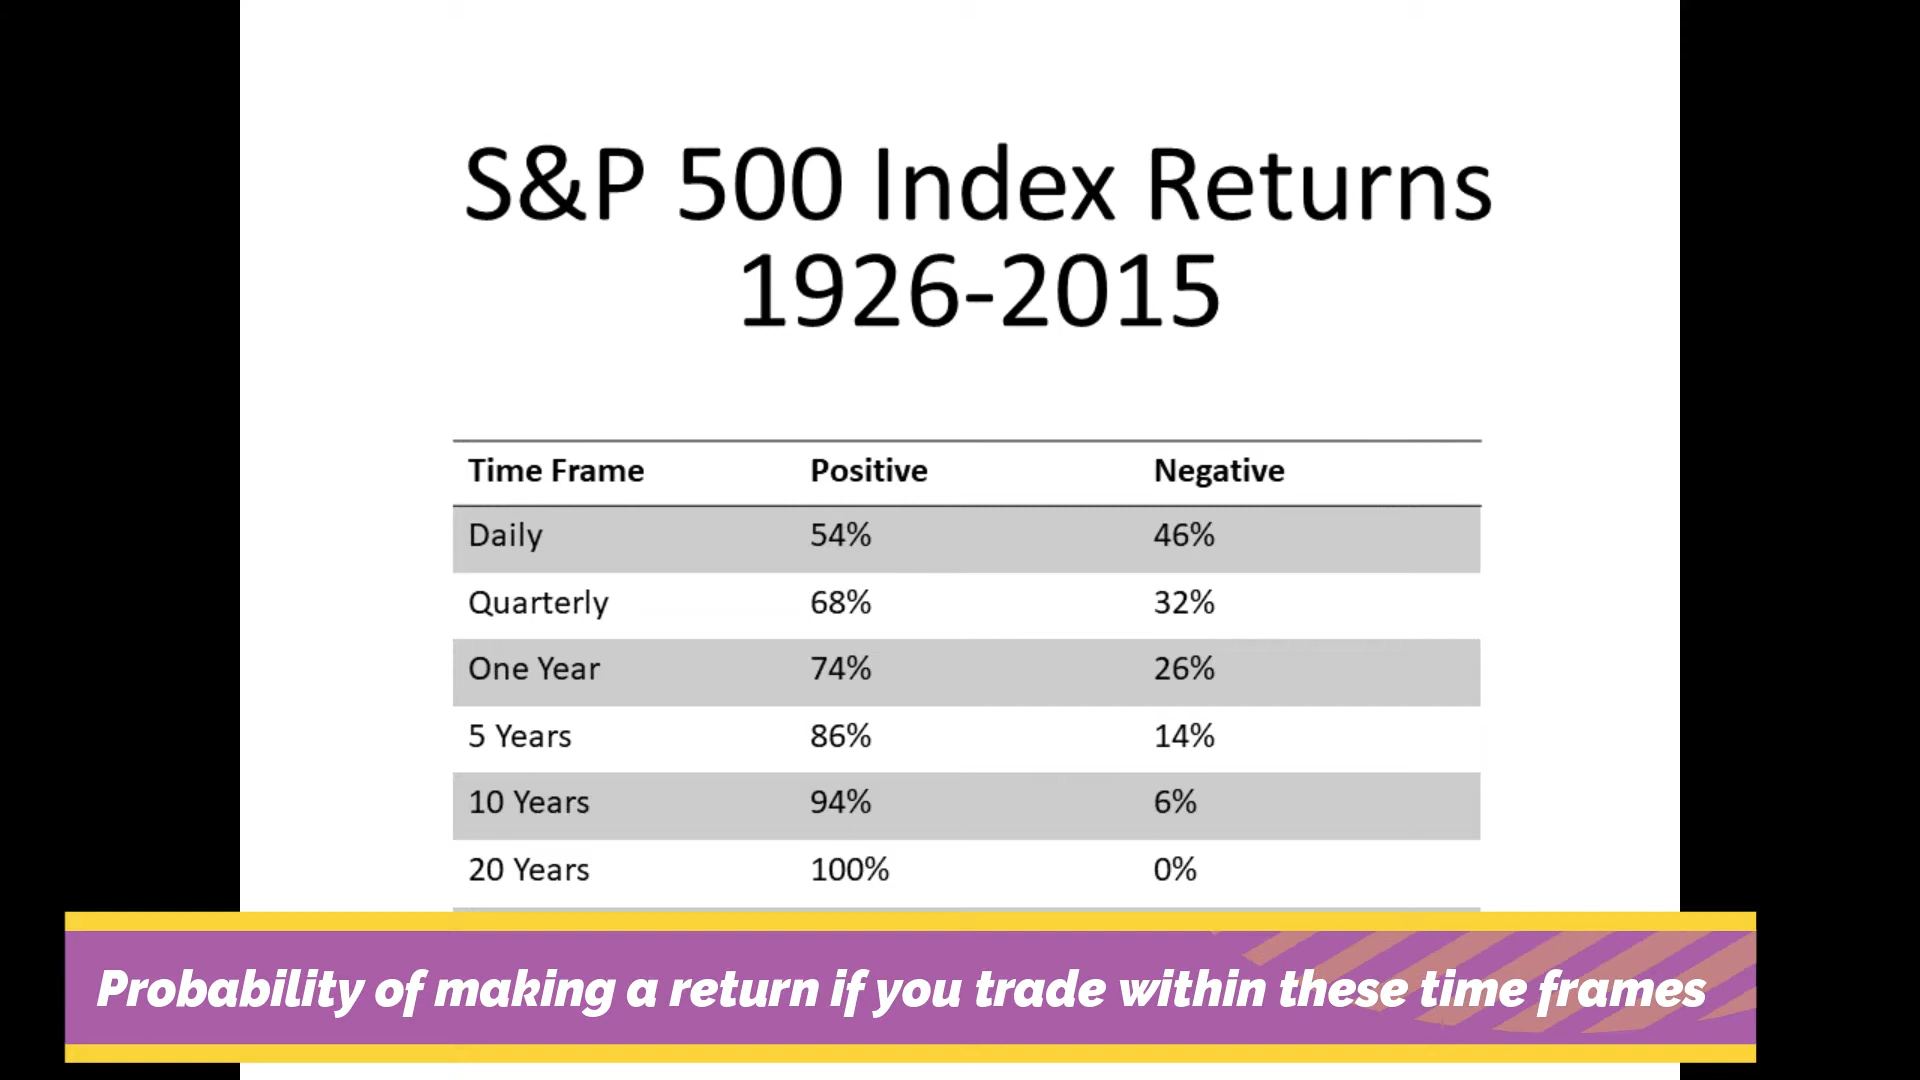 S&P 500 Index Returns
1926-2015
Time Frame Positive Negative
Daily 54% 46%
Quarterly 68% 32%
One Year 74% 26%
5 Years 86% 14%
10 Years 94% 6%
20 Years 100% 0%
Probability of making a return if you trade within these time frames